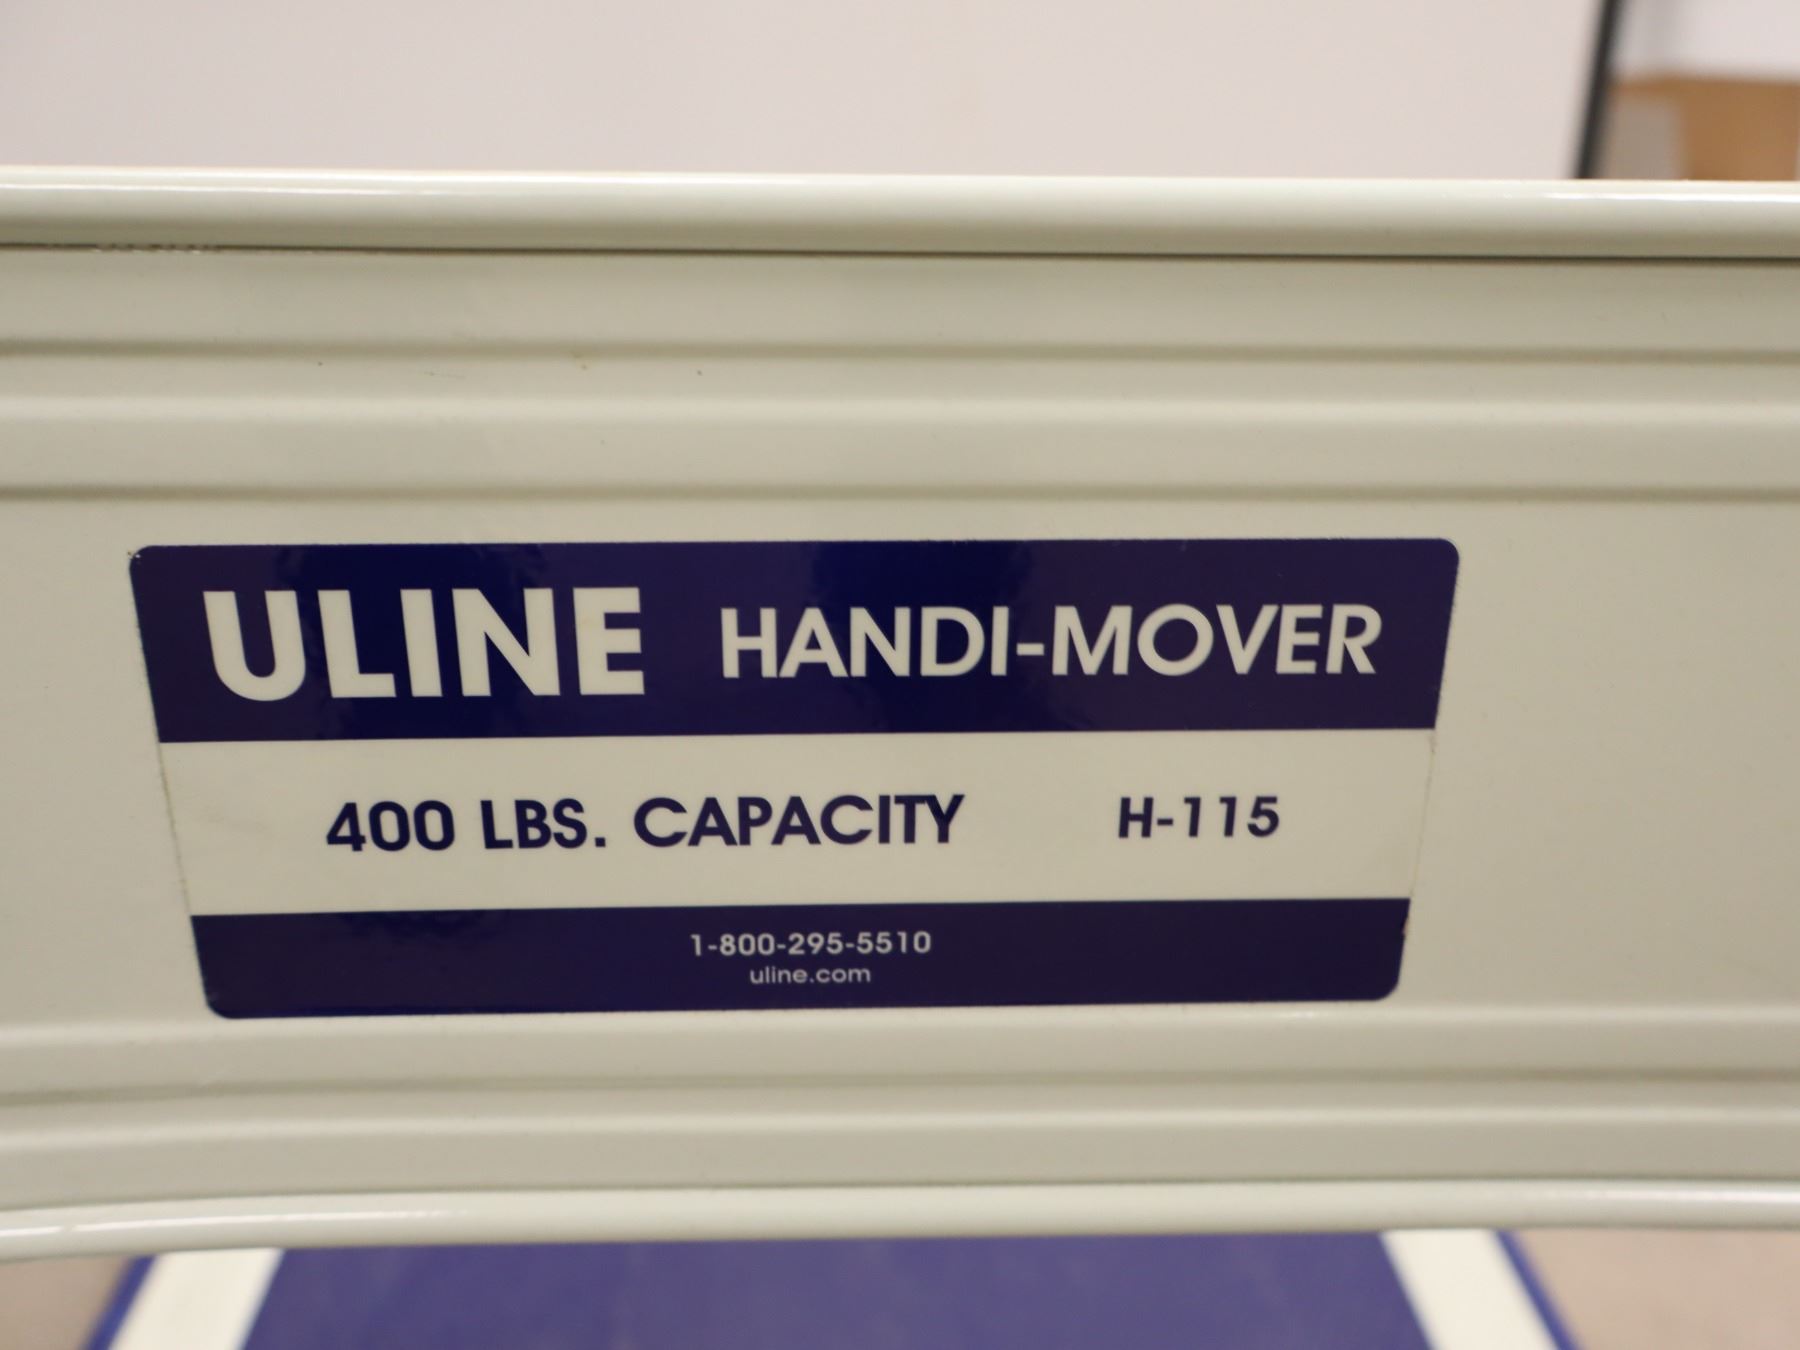 ULINE HANDI-MOVER
400 LBS. CAPACITY H-115
1-800-295-5510
uline.com